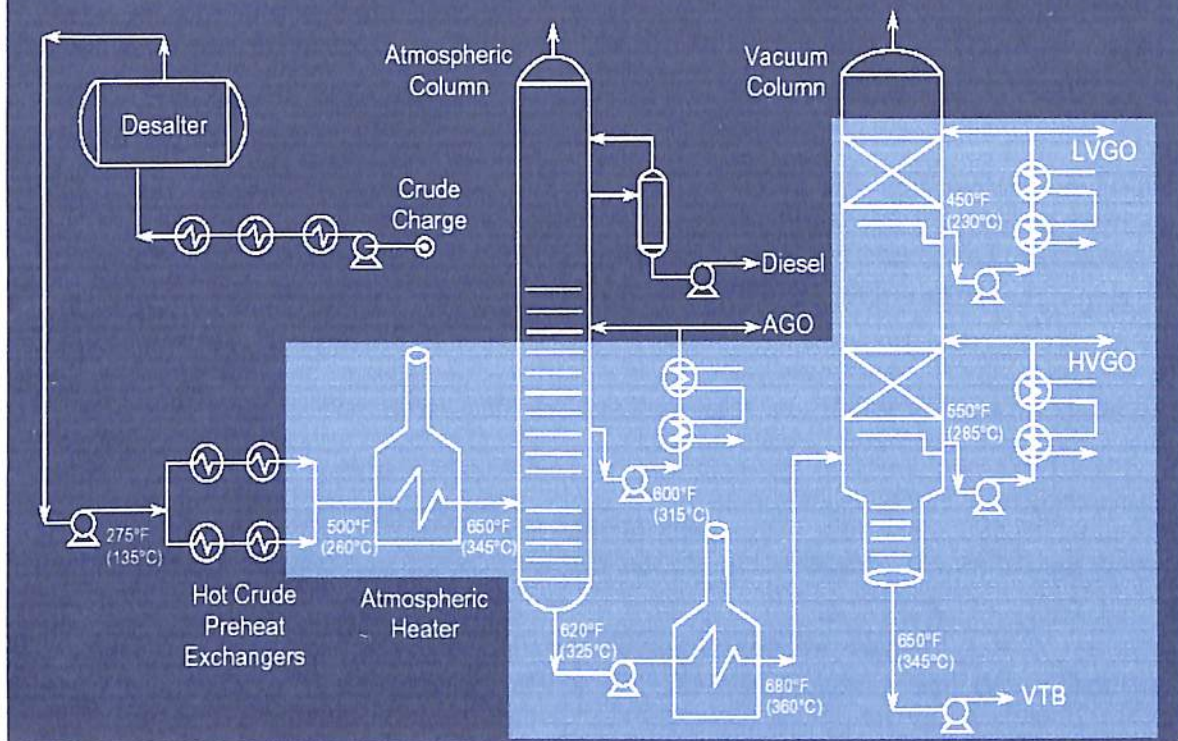 Atmospheric
Column
Vacuum
Column
Desalter
Crude
Charge
LVGO
450°F
(230°C)
Diesel
AGO
HVGO
550°F
(285°C)
600°F
(315°C)
275°F
(135°C)
500°F
(260°C)
650°F
(345°C)
Hot Crude
Preheat
Exchangers
Atmospheric
Heater
620°F
(325°C)
680°F
(360°C)
650°F
(345°C)
VTB